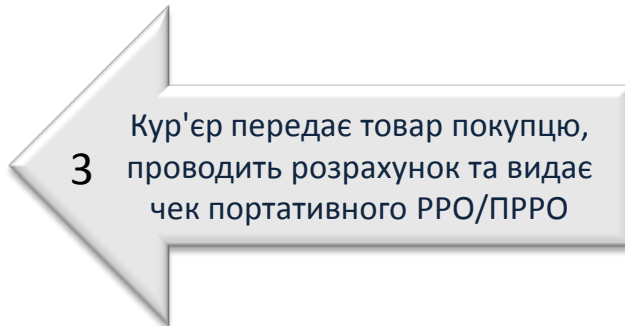 Кур'єр передає товар покупцю,
3 проводить розрахунок та видає
чек портативного РРО/ПРРО